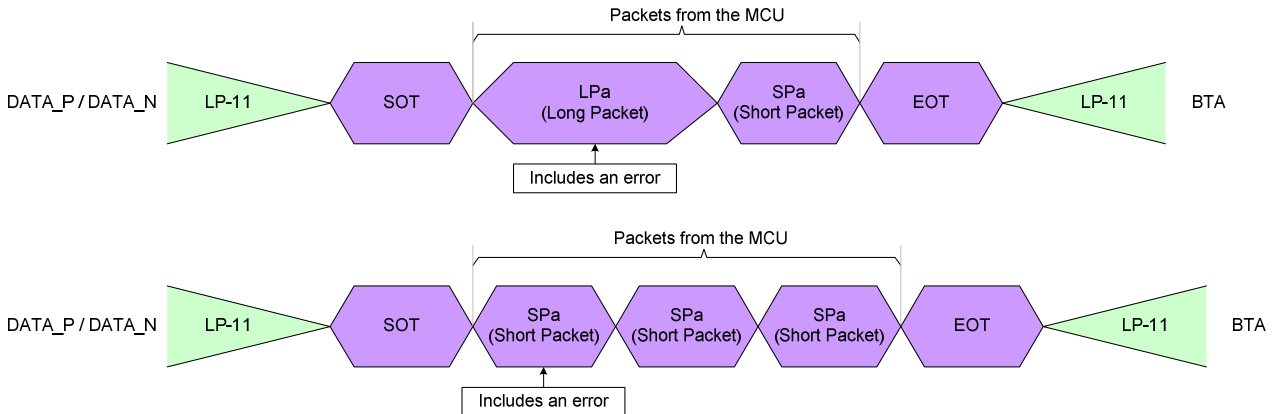 Packets from the MCU
DATA_P / DATA_N
LP-11
SOT
LPa
(Long Packet)
SPa
(Short Packet)
EOT
LP-11
BTA
Includes an error
Packets from the MCU
DATA_P / DATA_N
LP-11
SOT
SPa
(Short Packet)
SPa
(Short Packet)
SPa
(Short Packet)
EOT
LP-11
BTA
Includes an error